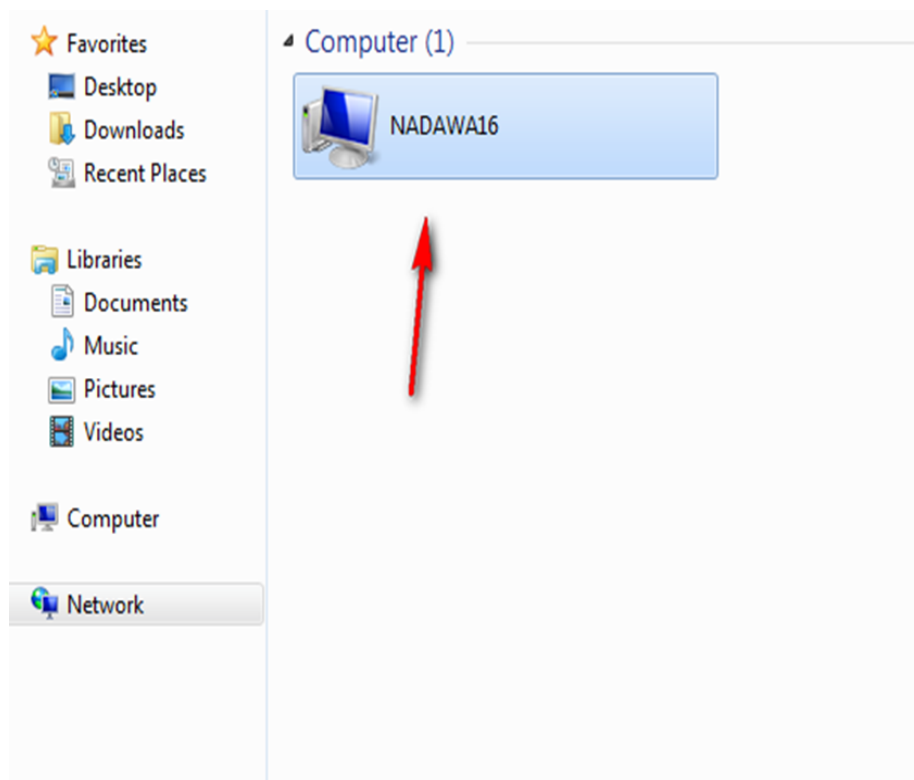 Favorites
Desktop
Downloads
Recent Places
Libraries
Documents
Music
Pictures
Videos
Computer
Network
Computer (1)
NADAWA16